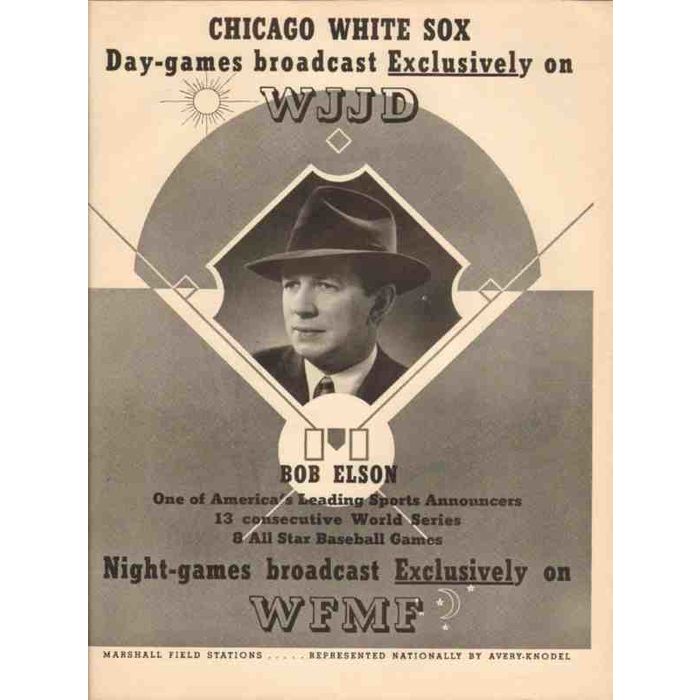 CHICAGO WHITE SOX
Day-games broadcast Exclusively on
WJJD
BOB ELSON
One of America's Leading Sports Announcers
13 consecutive World Series
8 All Star Baseball Games
Night-games broadcast Exclusively on
WFMF
MARSHALL FIELD STATIONS ..... REPRESENTED NATIONALLY BY AVERY-KNODEL